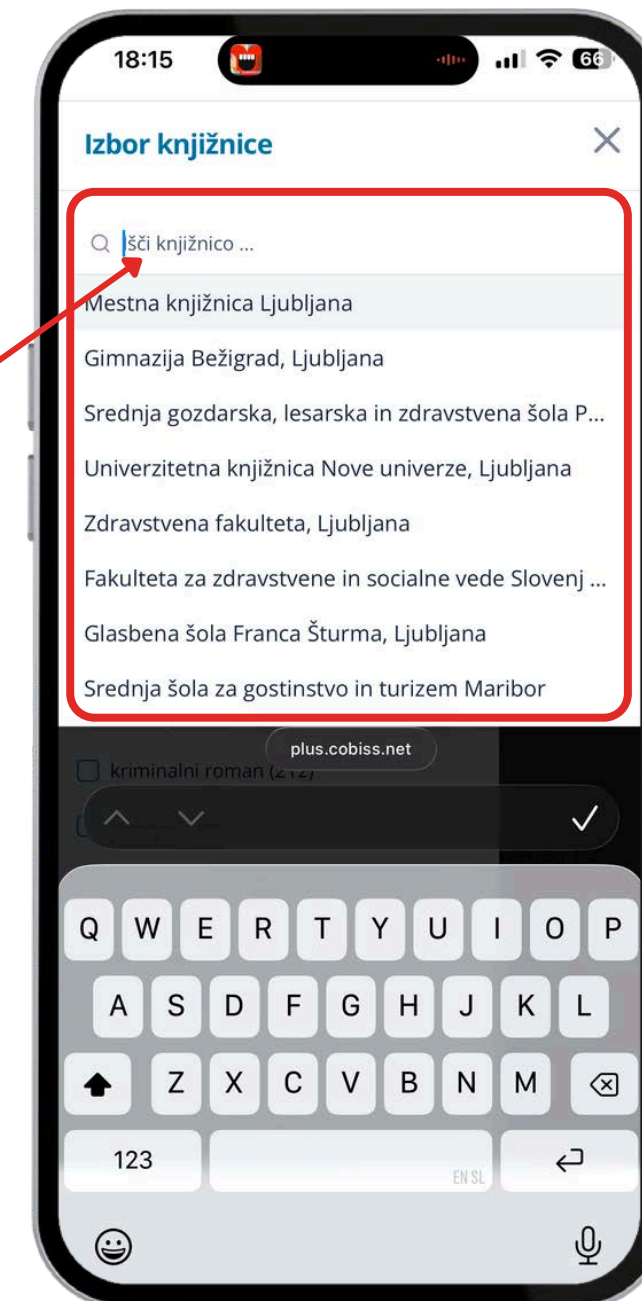 18:15
66
Izbor knjižnice
Išči knjižnico ...
Mestna knjižnica Ljubljana
Gimnazija Bežigrad, Ljubljana
Srednja gozdarska, lesarska in zdravstvena šola P...
Univerzitetna knjižnica Nove univerze, Ljubljana
Zdravstvena fakulteta, Ljubljana
Fakulteta za zdravstvene in socialne vede Slovenj ...
Glasbena šola Franca Šturma, Ljubljana
Srednja šola za gostinstvo in turizem Maribor
plus.cobiss.net
kriminalni roman (212)
Q W E R T Y U I O P
A S D F G H J K L
Z X C V B N M
123
EN SL